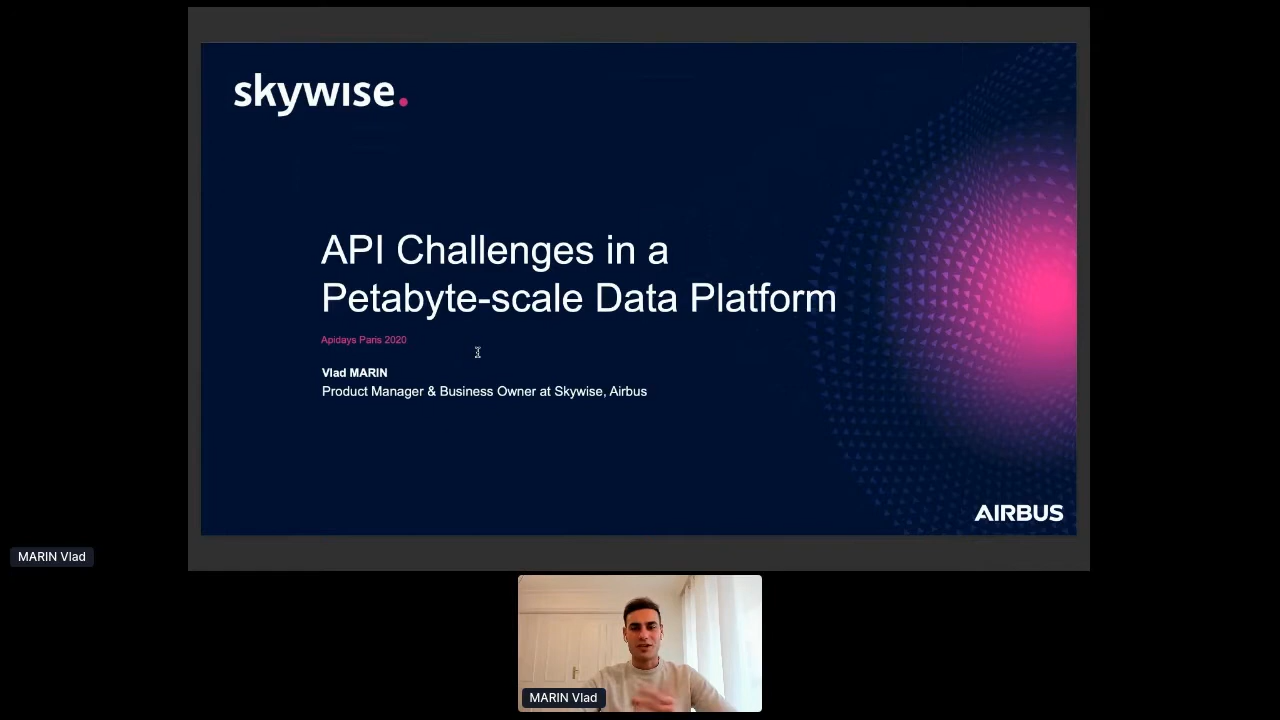 skywise.
API Challenges in a
Petabyte-scale Data Platform
Apidays Paris 2020
Vlad MARIN
Product Manager & Business Owner at Skywise, Airbus
AIRBUS
MARIN Vlad
MARIN Vlad